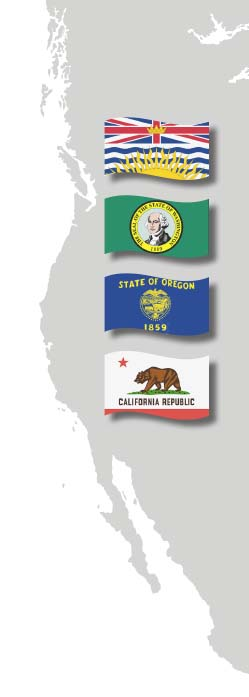 THE SEAL OF THE STATE OF WASHINGTON
1889
STATE OF OREGON
1859
CALIFORNIA REPUBLIC